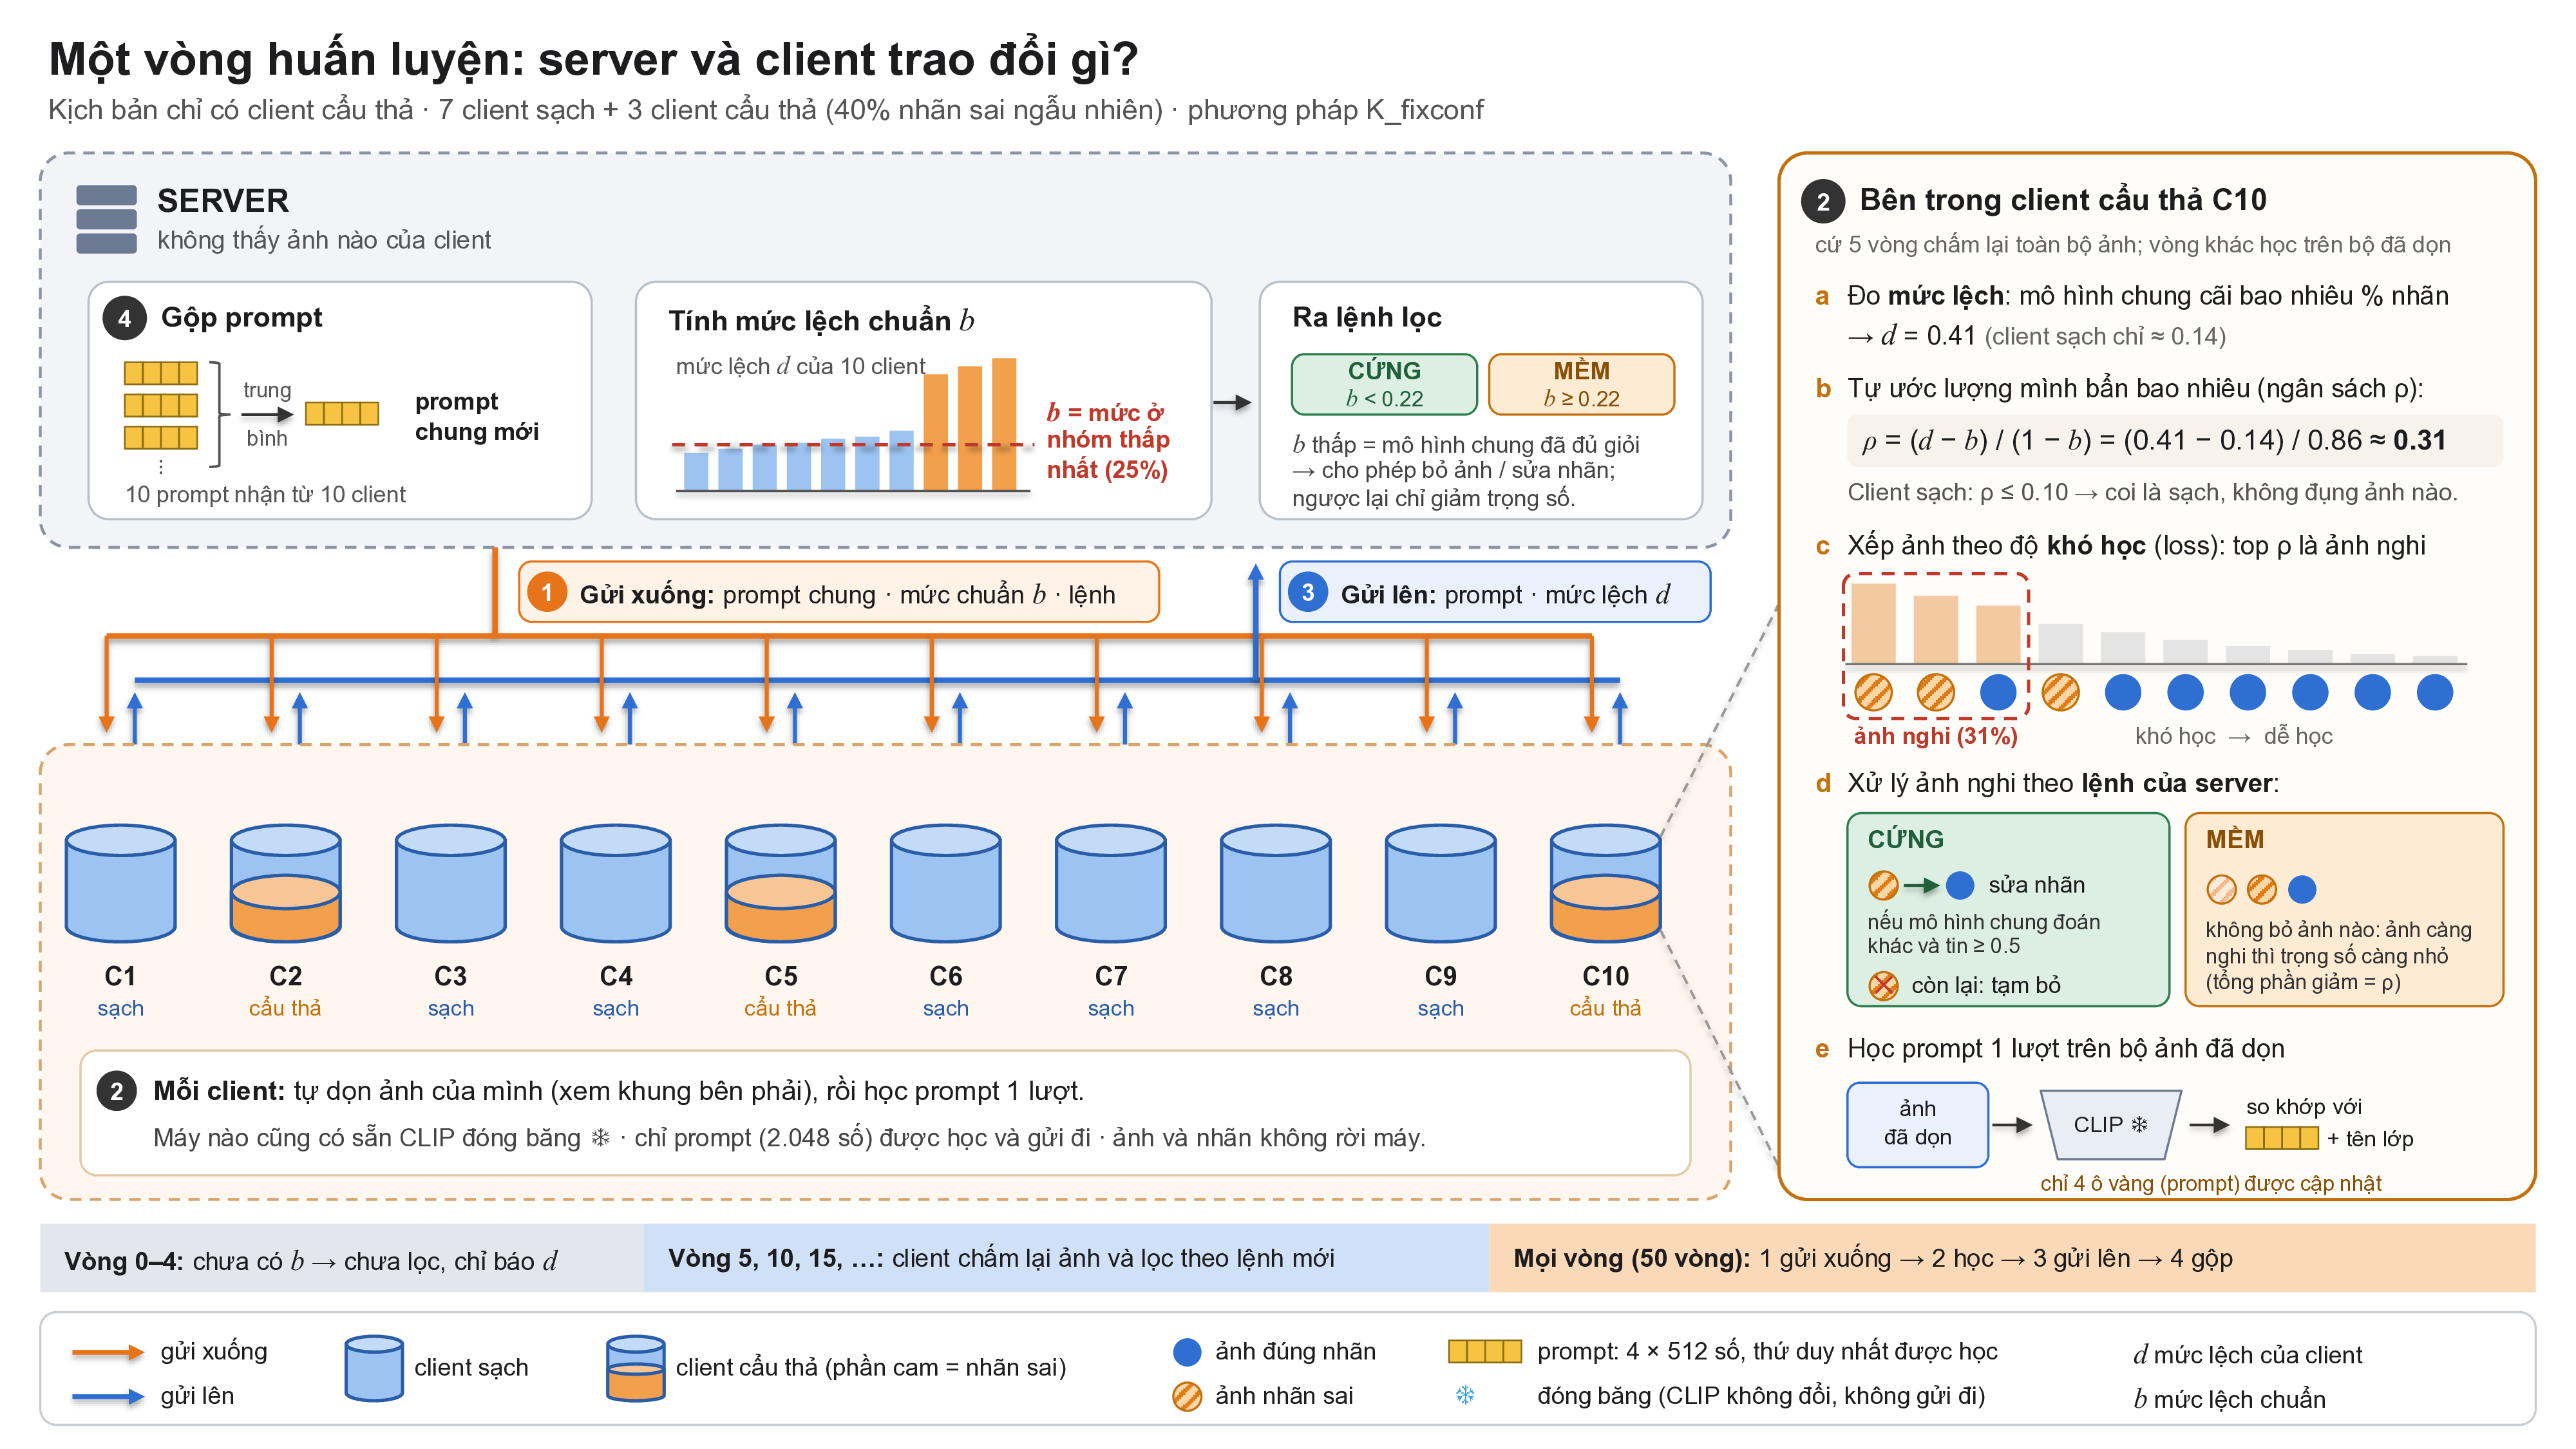 Một vòng huấn luyện: server và client trao đổi gì?
Kịch bản chỉ có client cẩu thả · 7 client sạch + 3 client cẩu thả (40% nhãn sai ngẫu nhiên) · phương pháp K_fixconf
SERVER
không thấy ảnh nào của client
4 Gộp prompt
trung
bình
prompt
chung mới
⋮
10 prompt nhận từ 10 client
Tính mức lệch chuẩn b
mức lệch d của 10 client
b = mức ở
nhóm thấp
nhất (25%)
Ra lệnh lọc
CỨNG
b < 0.22
MỀM
b ≥ 0.22
b thấp = mô hình chung đã đủ giỏi
→ cho phép bỏ ảnh / sửa nhãn;
ngược lại chỉ giảm trọng số.
1 Gửi xuống: prompt chung · mức chuẩn b · lệnh
3 Gửi lên: prompt · mức lệch d
C1
sạch
C2
cẩu thả
C3
sạch
C4
sạch
C5
cẩu thả
C6
sạch
C7
sạch
C8
sạch
C9
sạch
C10
cẩu thả
2 Mỗi client: tự dọn ảnh của mình (xem khung bên phải), rồi học prompt 1 lượt.
Máy nào cũng có sẵn CLIP đóng băng ❄ · chỉ prompt (2.048 số) được học và gửi đi · ảnh và nhãn không rời máy.
2 Bên trong client cẩu thả C10
cứ 5 vòng chấm lại toàn bộ ảnh; vòng khác học trên bộ đã dọn
a Đo mức lệch: mô hình chung cãi bao nhiêu % nhãn
→ d = 0.41 (client sạch chỉ ≈ 0.14)
b Tự ước lượng mình bẩn bao nhiêu (ngân sách ρ):
ρ = (d − b) / (1 − b) = (0.41 − 0.14) / 0.86 ≈ 0.31
Client sạch: ρ ≤ 0.10 → coi là sạch, không đụng ảnh nào.
c Xếp ảnh theo độ khó học (loss): top ρ là ảnh nghi
ảnh nghi (31%)
khó học → dễ học
d Xử lý ảnh nghi theo lệnh của server:
CỨNG
sửa nhãn
nếu mô hình chung đoán
khác và tin ≥ 0.5
còn lại: tạm bỏ
MỀM
không bỏ ảnh nào: ảnh càng
nghi thì trọng số càng nhỏ
(tổng phần giảm = ρ)
e Học prompt 1 lượt trên bộ ảnh đã dọn
ảnh
đã dọn
CLIP ❄
so khớp với
+ tên lớp
chỉ 4 ô vàng (prompt) được cập nhật
Vòng 0–4: chưa có b → chưa lọc, chỉ báo d
Vòng 5, 10, 15, …: client chấm lại ảnh và lọc theo lệnh mới
Mọi vòng (50 vòng): 1 gửi xuống → 2 học → 3 gửi lên → 4 gộp
gửi xuống
gửi lên
client sạch
client cẩu thả (phần cam = nhãn sai)
ảnh đúng nhãn
ảnh nhãn sai
prompt: 4 × 512 số, thứ duy nhất được học
❄ đóng băng (CLIP không đổi, không gửi đi)
d mức lệch của client
b mức lệch chuẩn